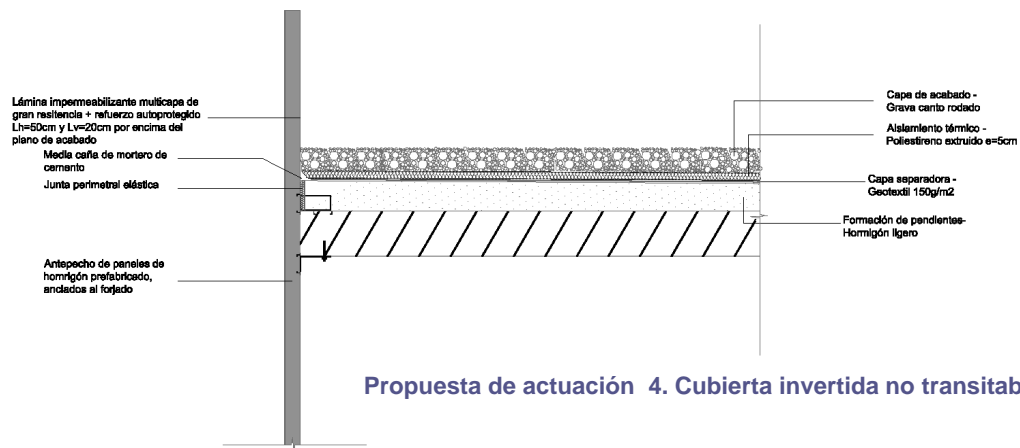 Lámina impermeabilizante multicapa de
gran resitencia + refuerzo autoprotegido
Lh=50cm y Lv=20cm por encima del
plano de acabado
Media caña de mortero de
cemento
Junta perimetral elástica
Antepecho de paneles de
homrigón prefabricado,
anclados al forjado
Capa de acabado -
Grava canto rodado
Aislamiento térmico -
Poliestireno extruido e=5cm
Capa separadora -
Geotextil 150g/m2
Formación de pendientes-
Hormigón ligero
Propuesta de actuación 4. Cubierta invertida no transitab